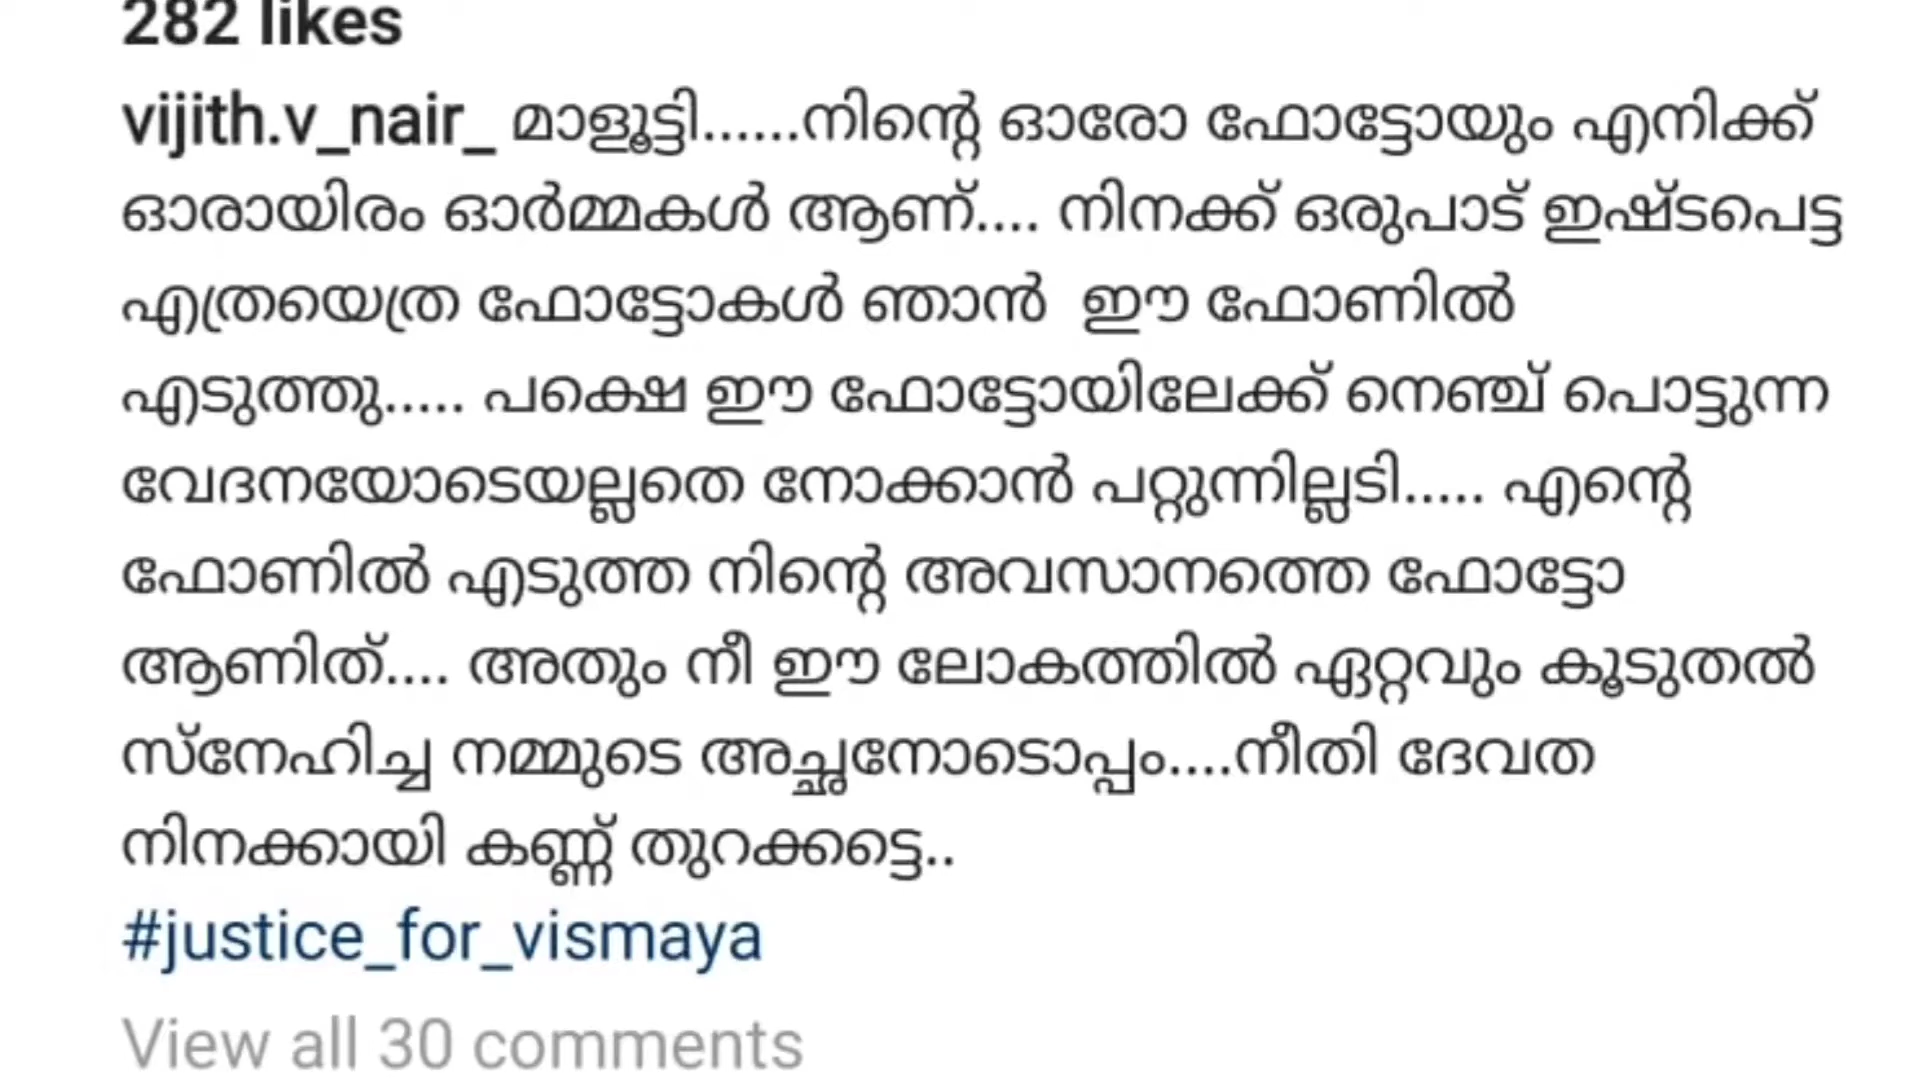 282 likes
vijith.v_nair_ മാളൂട്ടി......നിന്റെ ഓരോ ഫോട്ടോയും എനിക്ക്
ഓരായിരം ഓർമ്മകൾ ആണ്.... നിനക്ക് ഒരുപാട് ഇഷ്ടപെട്ട
എത്രയെത്ര ഫോട്ടോകൾ ഞാൻ  ഈ ഫോണിൽ
എടുത്തു..... പക്ഷെ ഈ ഫോട്ടോയിലേക്ക് നെഞ്ച് പൊട്ടുന്ന
വേദനയോടെയല്ലതെ നോക്കാൻ പറ്റുന്നില്ലടി..... എന്റെ
ഫോണിൽ എടുത്ത നിന്റെ അവസാനത്തെ ഫോട്ടോ
ആണിത്.... അതും നീ ഈ ലോകത്തിൽ ഏറ്റവും കൂടുതൽ
സ്നേഹിച്ച നമ്മുടെ അച്ഛനോടൊപ്പം....നീതി ദേവത
നിനക്കായി കണ്ണ് തുറക്കട്ടെ..
#justice_for_vismaya
View all 30 comments